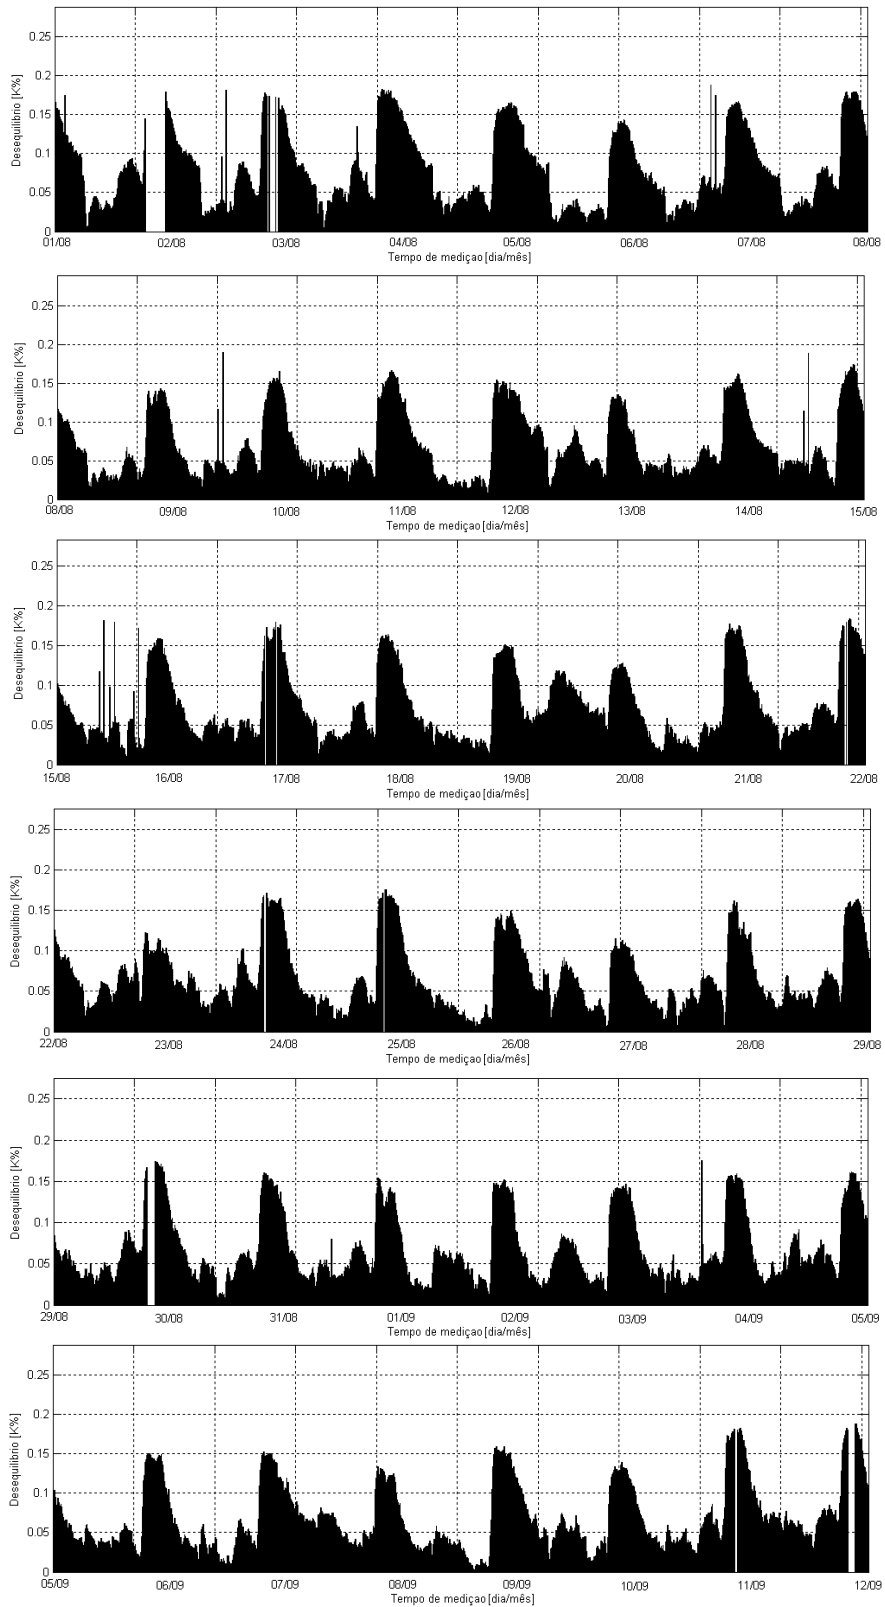 0.25
0.2
0.15
0.1
0.05
0
Desequilibrio [K%]
01/08 02/08 03/08 04/08 05/08 06/08 07/08 08/08
Tempo de mediçao [dia/mês]
0.25
0.2
0.15
0.1
0.05
0
Desequilibrio [K%]
08/08 09/08 10/08 11/08 12/08 13/08 14/08 15/08
Tempo de mediçao [dia/mês]
0.25
0.2
0.15
0.1
0.05
0
Desequilibrio [K%]
15/08 16/08 17/08 18/08 19/08 20/08 21/08 22/08
Tempo de mediçao [dia/mês]
0.25
0.2
0.15
0.1
0.05
0
Desequilibrio [K%]
22/08 23/08 24/08 25/08 26/08 27/08 28/08 29/08
Tempo de mediçao [dia/mês]
0.25
0.2
0.15
0.1
0.05
0
Desequilibrio [K%]
29/08 30/08 31/08 01/09 02/09 03/09 04/09 05/09
Tempo de mediçao [dia/mês]
0.25
0.2
0.15
0.1
0.05
0
Desequilibrio [K%]
05/09 06/09 07/09 08/09 09/09 10/09 11/09 12/09
Tempo de mediçao [dia/mês]